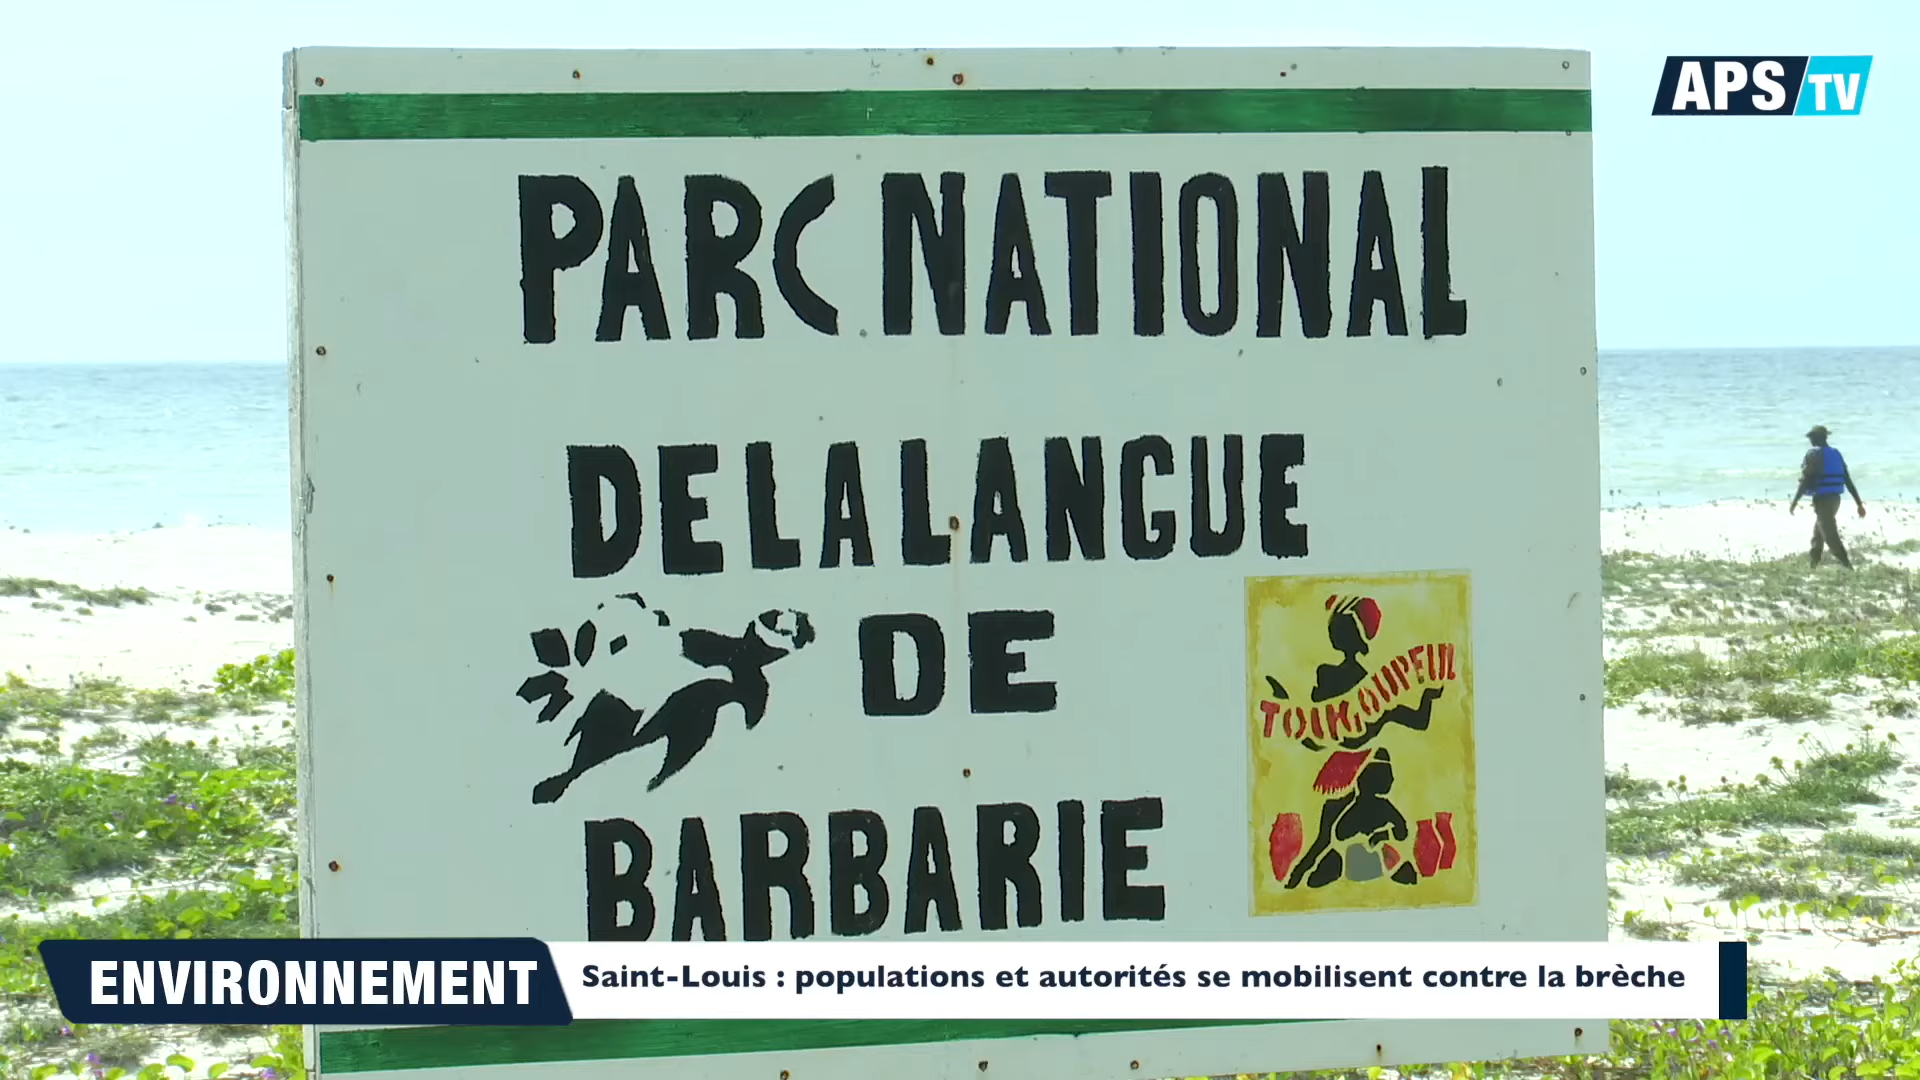 APS TV
PARC NATIONAL
DE LA LANGUE
DE
BARBARIE
ENVIRONNEMENT
Saint-Louis : populations et autorités se mobilisent contre la brèche